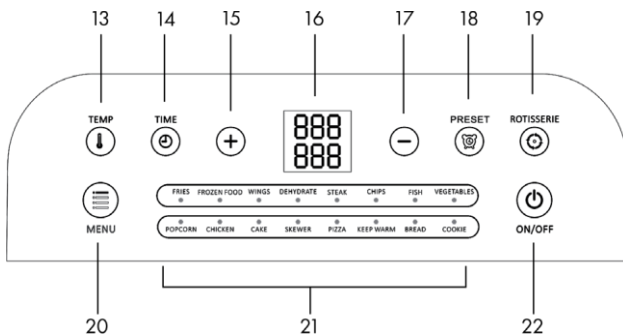 13 14 15 16 17 18 19
TEMP TIME PRESET ROTISSERIE
+ 888 −
888
FRIES FROZEN FOOD WINGS DEHYDRATE STEAK CHIPS FISH VEGETABLES
POPCORN CHICKEN CAKE SKEWER PIZZA KEEP WARM BREAD COOKIE
MENU ON/OFF
20 21 22